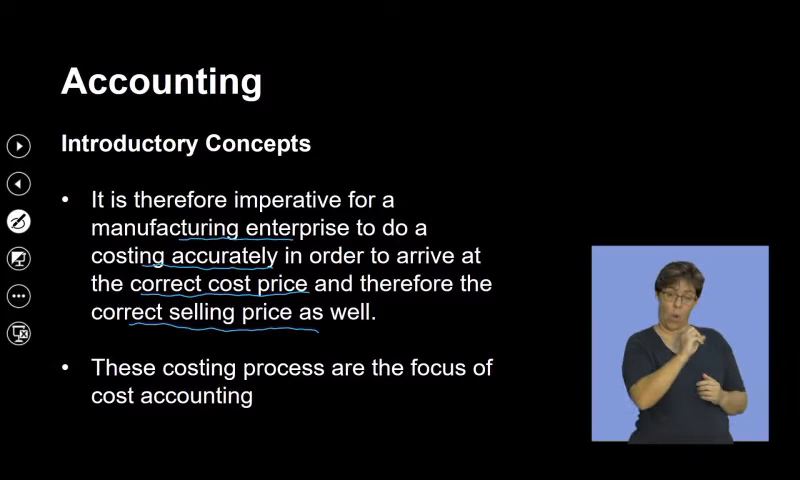 Accounting
Introductory Concepts
• It is therefore imperative for a
manufacturing enterprise to do a
costing accurately in order to arrive at
the correct cost price and therefore the
correct selling price as well.
• These costing process are the focus of
cost accounting